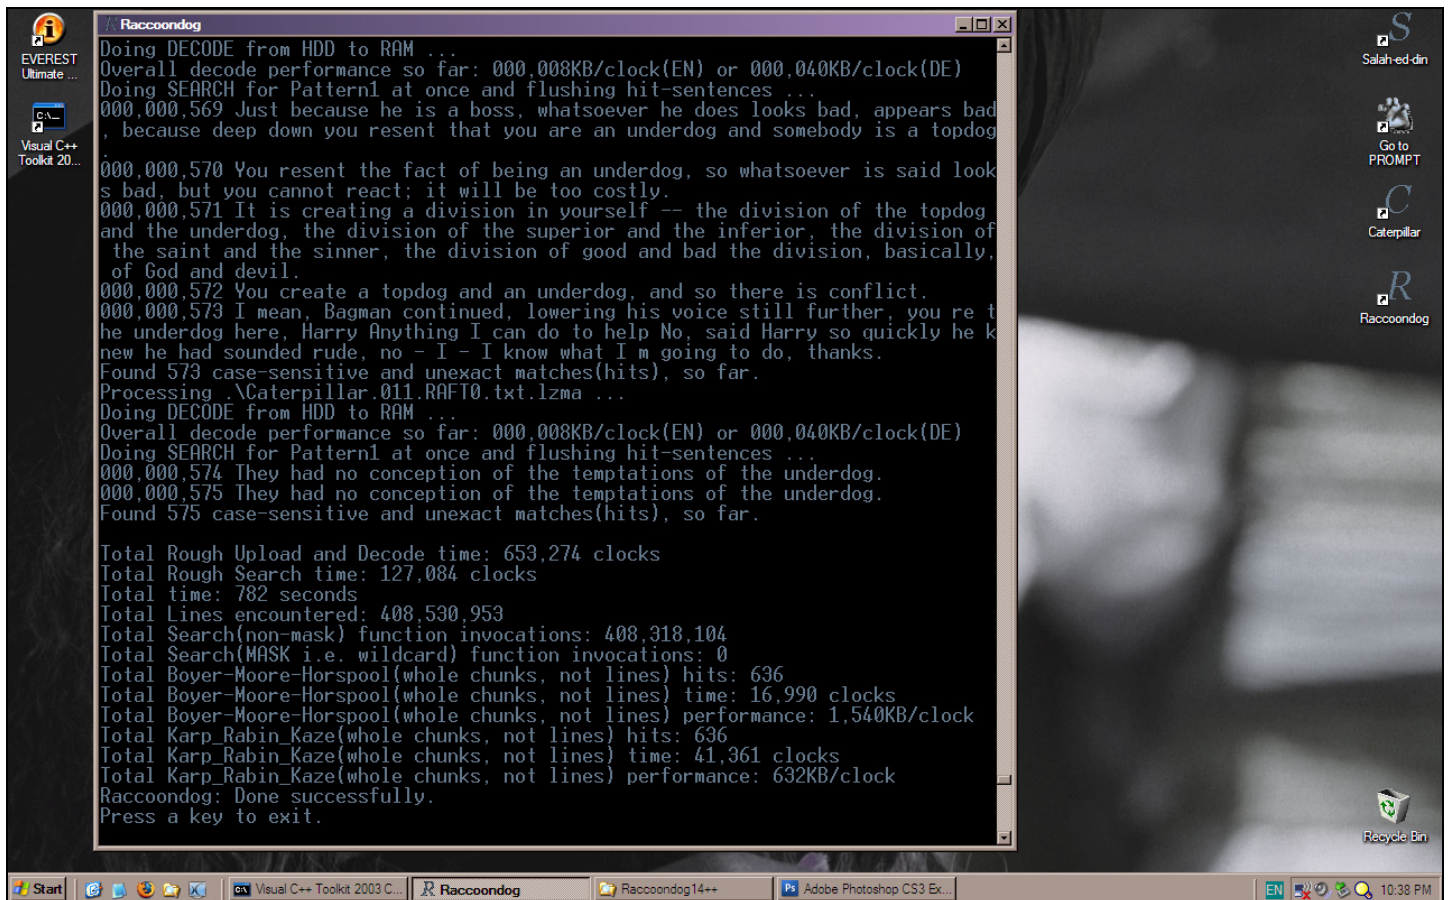 EVEREST
Ultimate ...
Visual C++
Toolkit 20...
Raccoondog
Doing DECODE from HDD to RAM ...
Overall decode performance so far: 000,008KB/clock(EN) or 000,040KB/clock(DE)
Doing SEARCH for Pattern1 at once and flushing hit-sentences ...
000,000,569 Just because he is a boss, whatsoever he does looks bad, appears bad
, because deep down you resent that you are an underdog and somebody is a topdog
.
000,000,570 You resent the fact of being an underdog, so whatsoever is said look
s bad, but you cannot react; it will be too costly.
000,000,571 It is creating a division in yourself -- the division of the topdog
and the underdog, the division of the superior and the inferior, the division of
the saint and the sinner, the division of good and bad the division, basically,
of God and devil.
000,000,572 You create a topdog and an underdog, and so there is conflict.
000,000,573 I mean, Bagman continued, lowering his voice still further, you re t
he underdog here, Harry Anything I can do to help No, said Harry so quickly he k
new he had sounded rude, no - I - I know what I m going to do, thanks.
Found 573 case-sensitive and unexact matches(hits), so far.
Processing .\Caterpillar.011.RAFT0.txt.lzma ...
Doing DECODE from HDD to RAM ...
Overall decode performance so far: 000,008KB/clock(EN) or 000,040KB/clock(DE)
Doing SEARCH for Pattern1 at once and flushing hit-sentences ...
000,000,574 They had no conception of the temptations of the underdog.
000,000,575 They had no conception of the temptations of the underdog.
Found 575 case-sensitive and unexact matches(hits), so far.
Total Rough Upload and Decode time: 653,274 clocks
Total Rough Search time: 127,084 clocks
Total time: 782 seconds
Total Lines encountered: 408,530,953
Total Search(non-mask) function invocations: 408,318,104
Total Search(MASK i.e. wildcard) function invocations: 0
Total Boyer-Moore-Horspool(whole chunks, not lines) hits: 636
Total Boyer-Moore-Horspool(whole chunks, not lines) time: 16,990 clocks
Total Boyer-Moore-Horspool(whole chunks, not lines) performance: 1,540KB/clock
Total Karp_Rabin_Kaze(whole chunks, not lines) hits: 636
Total Karp_Rabin_Kaze(whole chunks, not lines) time: 41,361 clocks
Total Karp_Rabin_Kaze(whole chunks, not lines) performance: 632KB/clock
Raccoondog: Done successfully.
Press a key to exit.
S
Salah-ed-din
Go to
PROMPT
C
Caterpillar
R
Raccoondog
Recycle Bin
Start
Visual C++ Toolkit 2003 C...
R Raccoondog
Raccoondog14++
Ps Adobe Photoshop CS3 Ex...
EN
10:38 PM